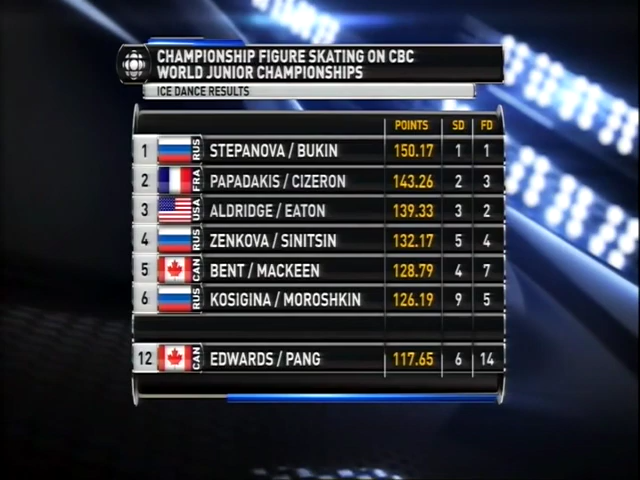 CHAMPIONSHIP FIGURE SKATING ON CBC
WORLD JUNIOR CHAMPIONSHIPS
ICE DANCE RESULTS
POINTS SD FD
1 RUS STEPANOVA / BUKIN 150.17 1 1
2 FRA PAPADAKIS / CIZERON 143.26 2 3
3 USA ALDRIDGE / EATON 139.33 3 2
4 RUS ZENKOVA / SINITSIN 132.17 5 4
5 CAN BENT / MACKEEN 128.79 4 7
6 RUS KOSIGINA / MOROSHKIN 126.19 9 5
12 CAN EDWARDS / PANG 117.65 6 14